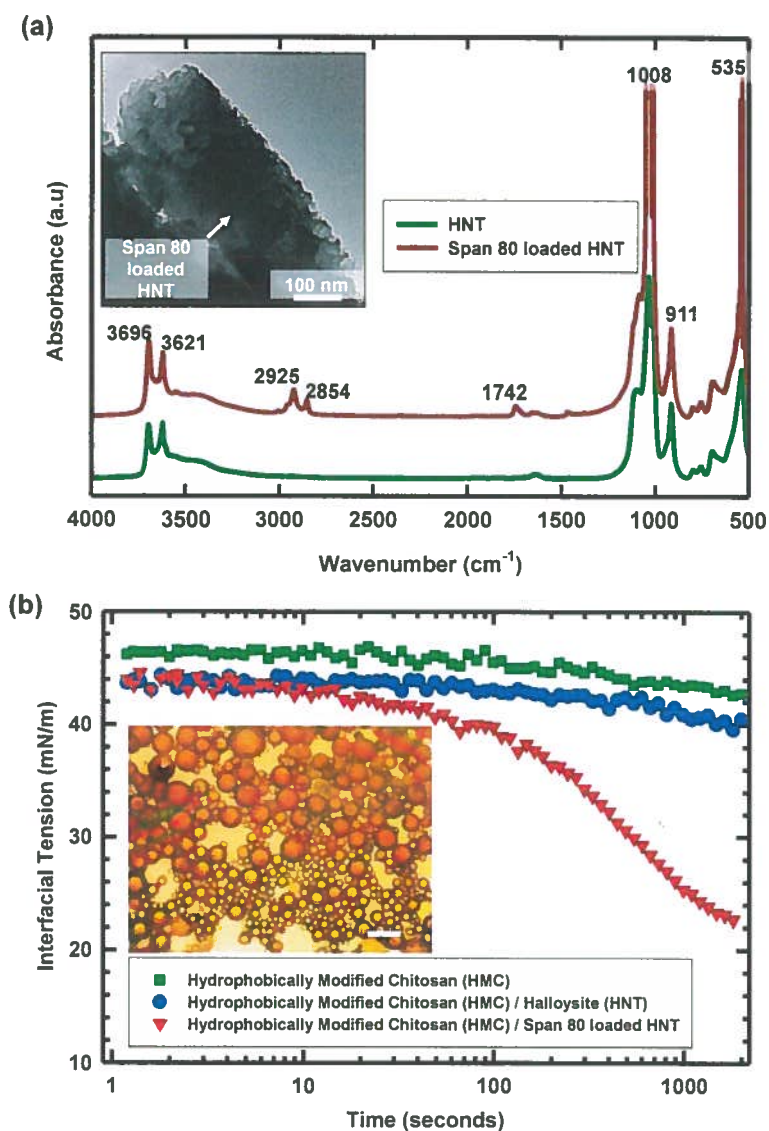 (a)
1008
535
HNT
Span 80 loaded HNT
Span 80
loaded
HNT
100 nm
3696
3621
2925
2854
1742
911
Absorbance (a.u)
4000 3500 3000 2500 2000 1500 1000 500
Wavenumber (cm⁻¹)
(b)
50
40
30
20
10
Interfacial Tension (mN/m)
Hydrophobically Modified Chitosan (HMC)
Hydrophobically Modified Chitosan (HMC) / Halloysite (HNT)
Hydrophobically Modified Chitosan (HMC) / Span 80 loaded HNT
1 10 100 1000
Time (seconds)